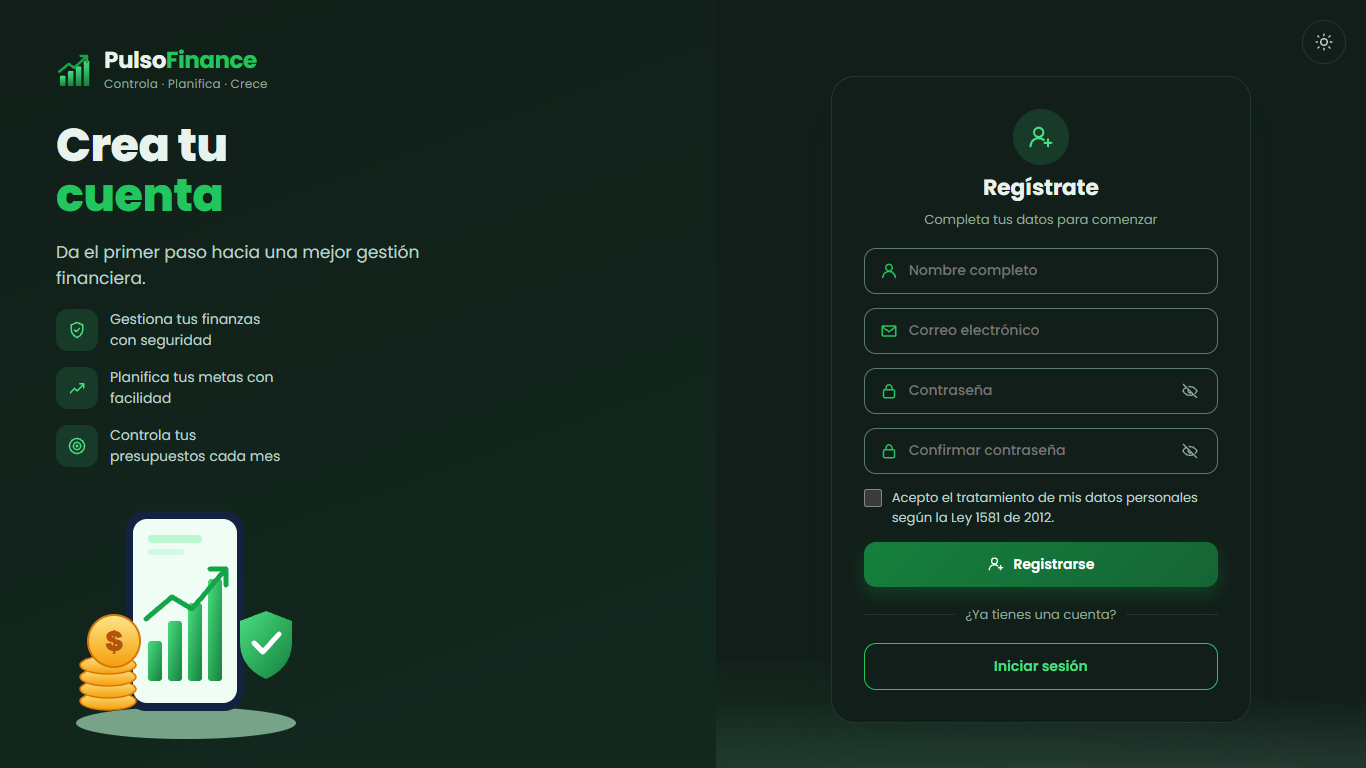 PulsoFinance
Controla · Planifica · Crece
Crea tu
cuenta
Da el primer paso hacia una mejor gestión
financiera.
Gestiona tus finanzas
con seguridad
Planifica tus metas con
facilidad
Controla tus
presupuestos cada mes
$
Regístrate
Completa tus datos para comenzar
Nombre completo
Correo electrónico
Contraseña
Confirmar contraseña
Acepto el tratamiento de mis datos personales
según la Ley 1581 de 2012.
Registrarse
¿Ya tienes una cuenta?
Iniciar sesión